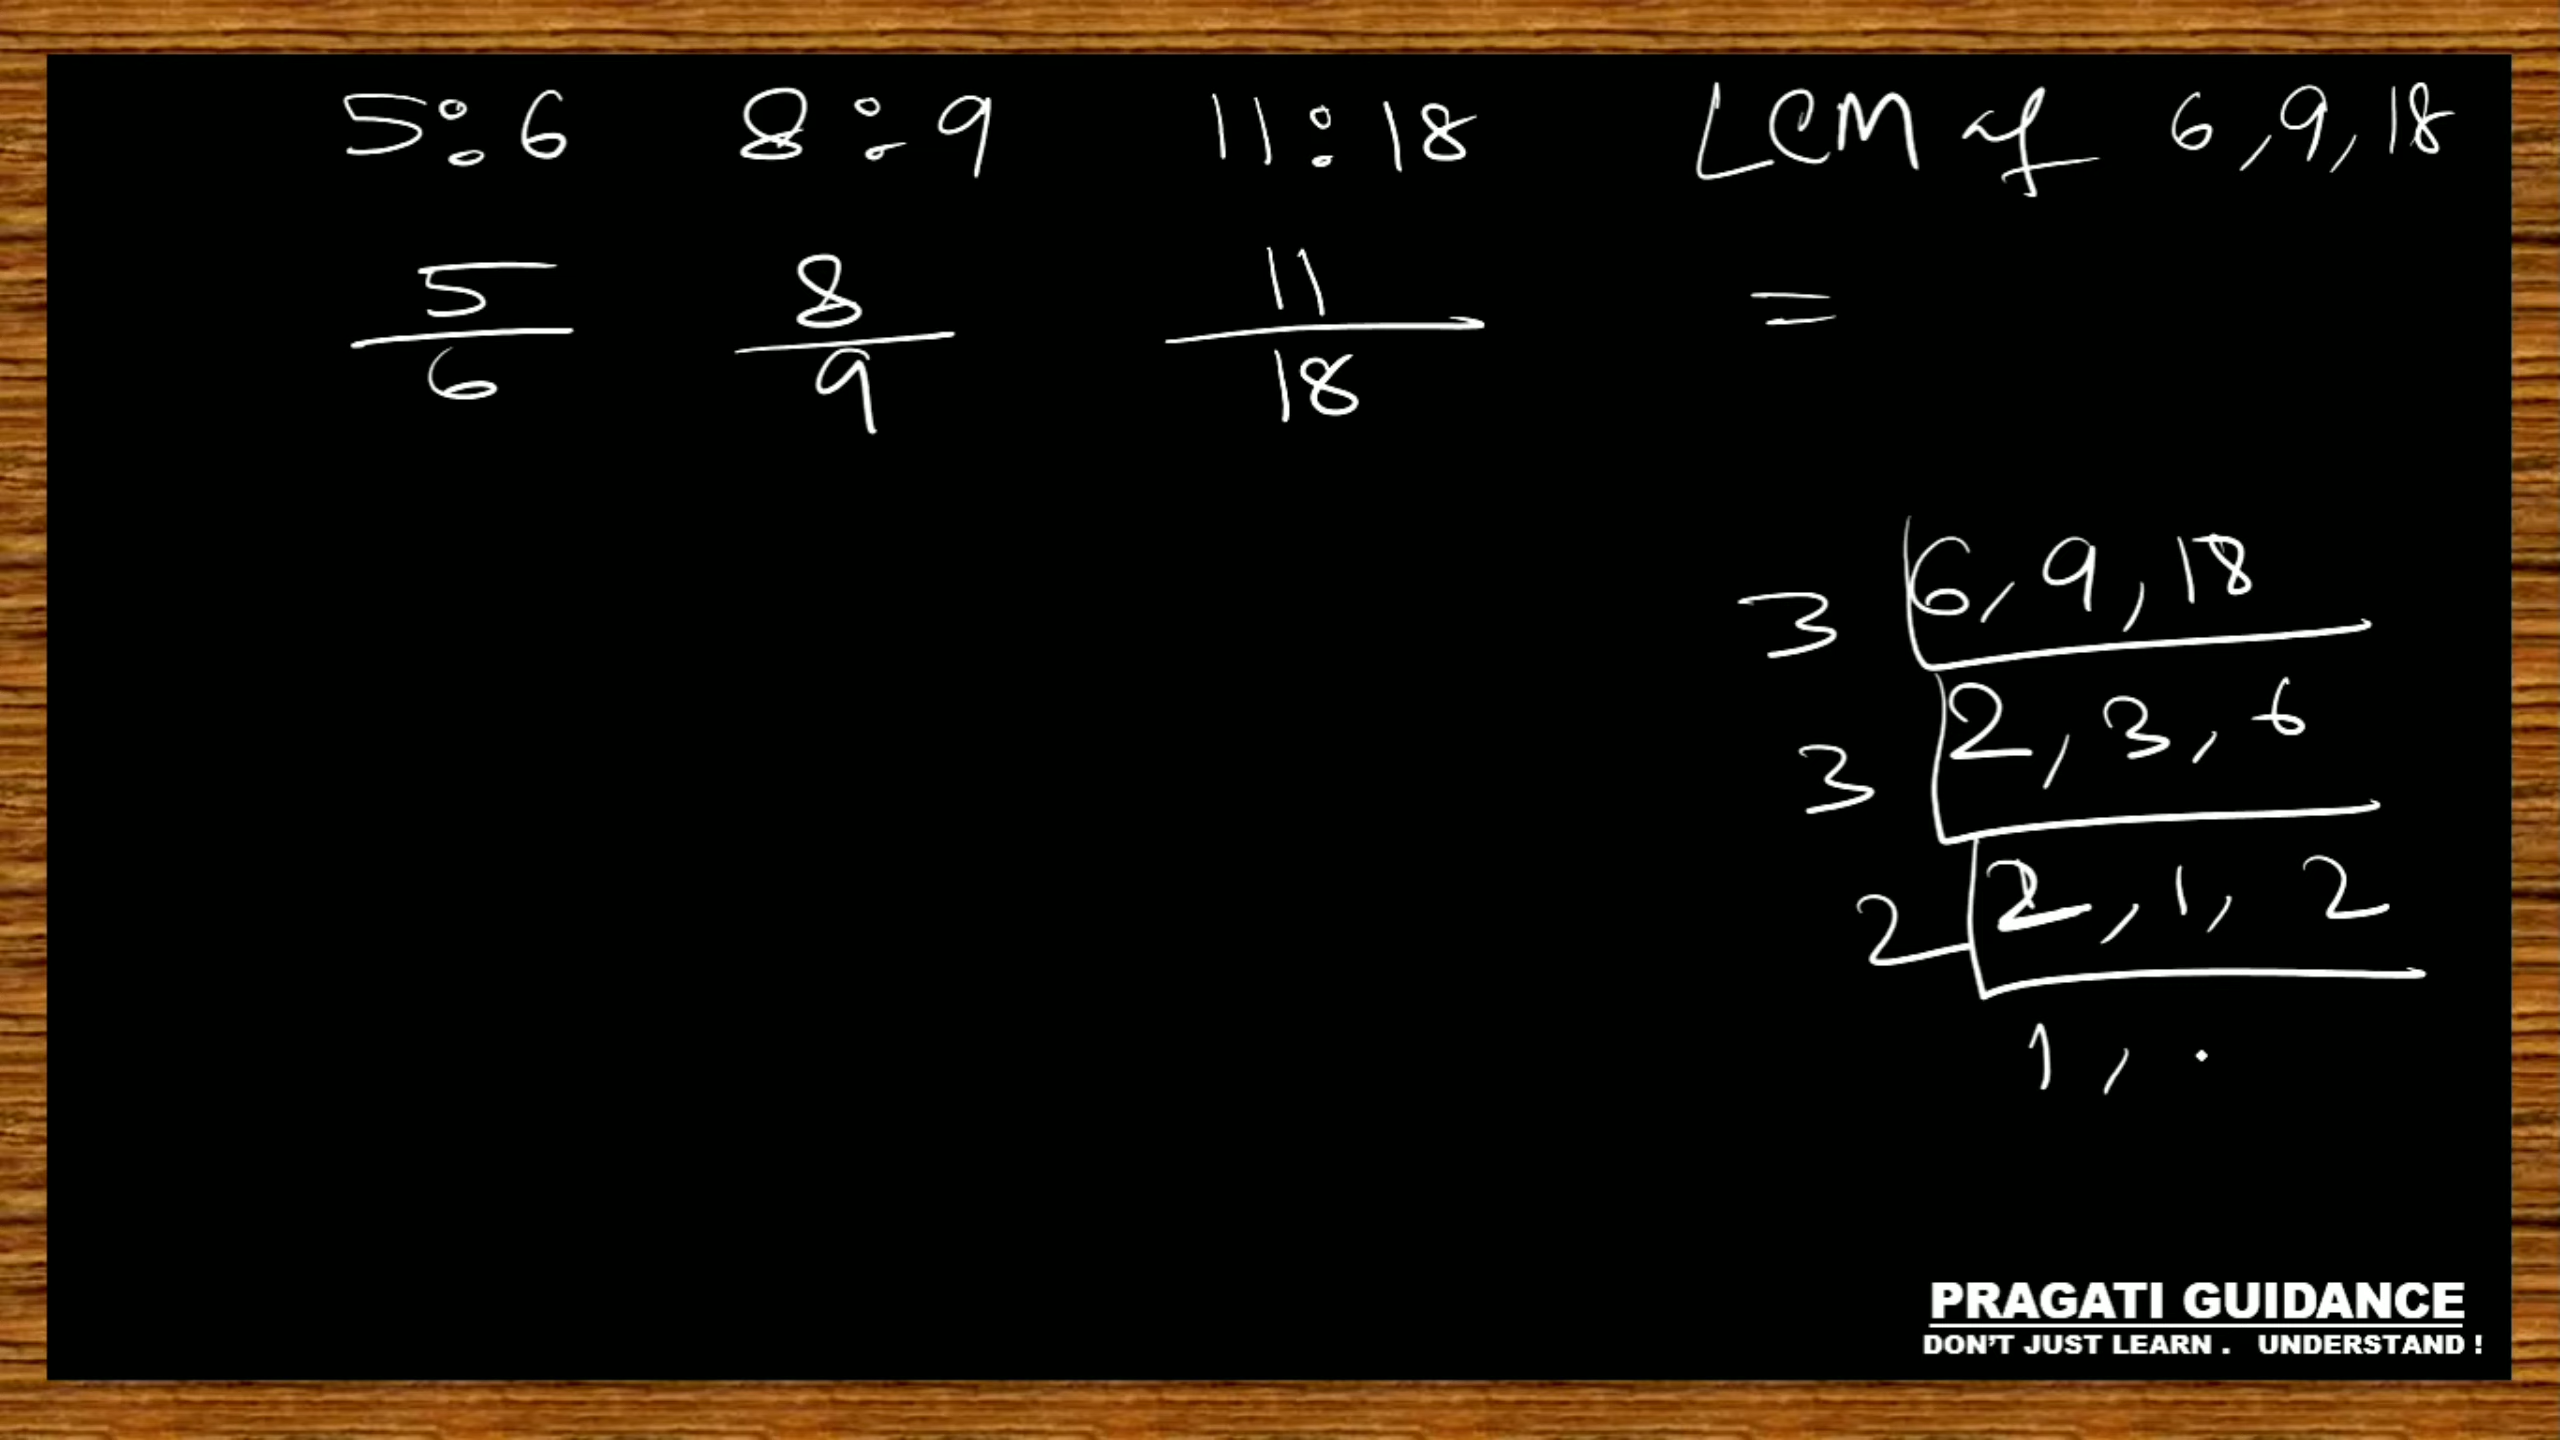 5:6 8:9 11:18 LCM of 6,9,18
5/6 8/9 11/18 =
3 6, 9, 18
3 2, 3, 6
2 2, 1, 2
1, .
PRAGATI GUIDANCE
DON'T JUST LEARN. UNDERSTAND!